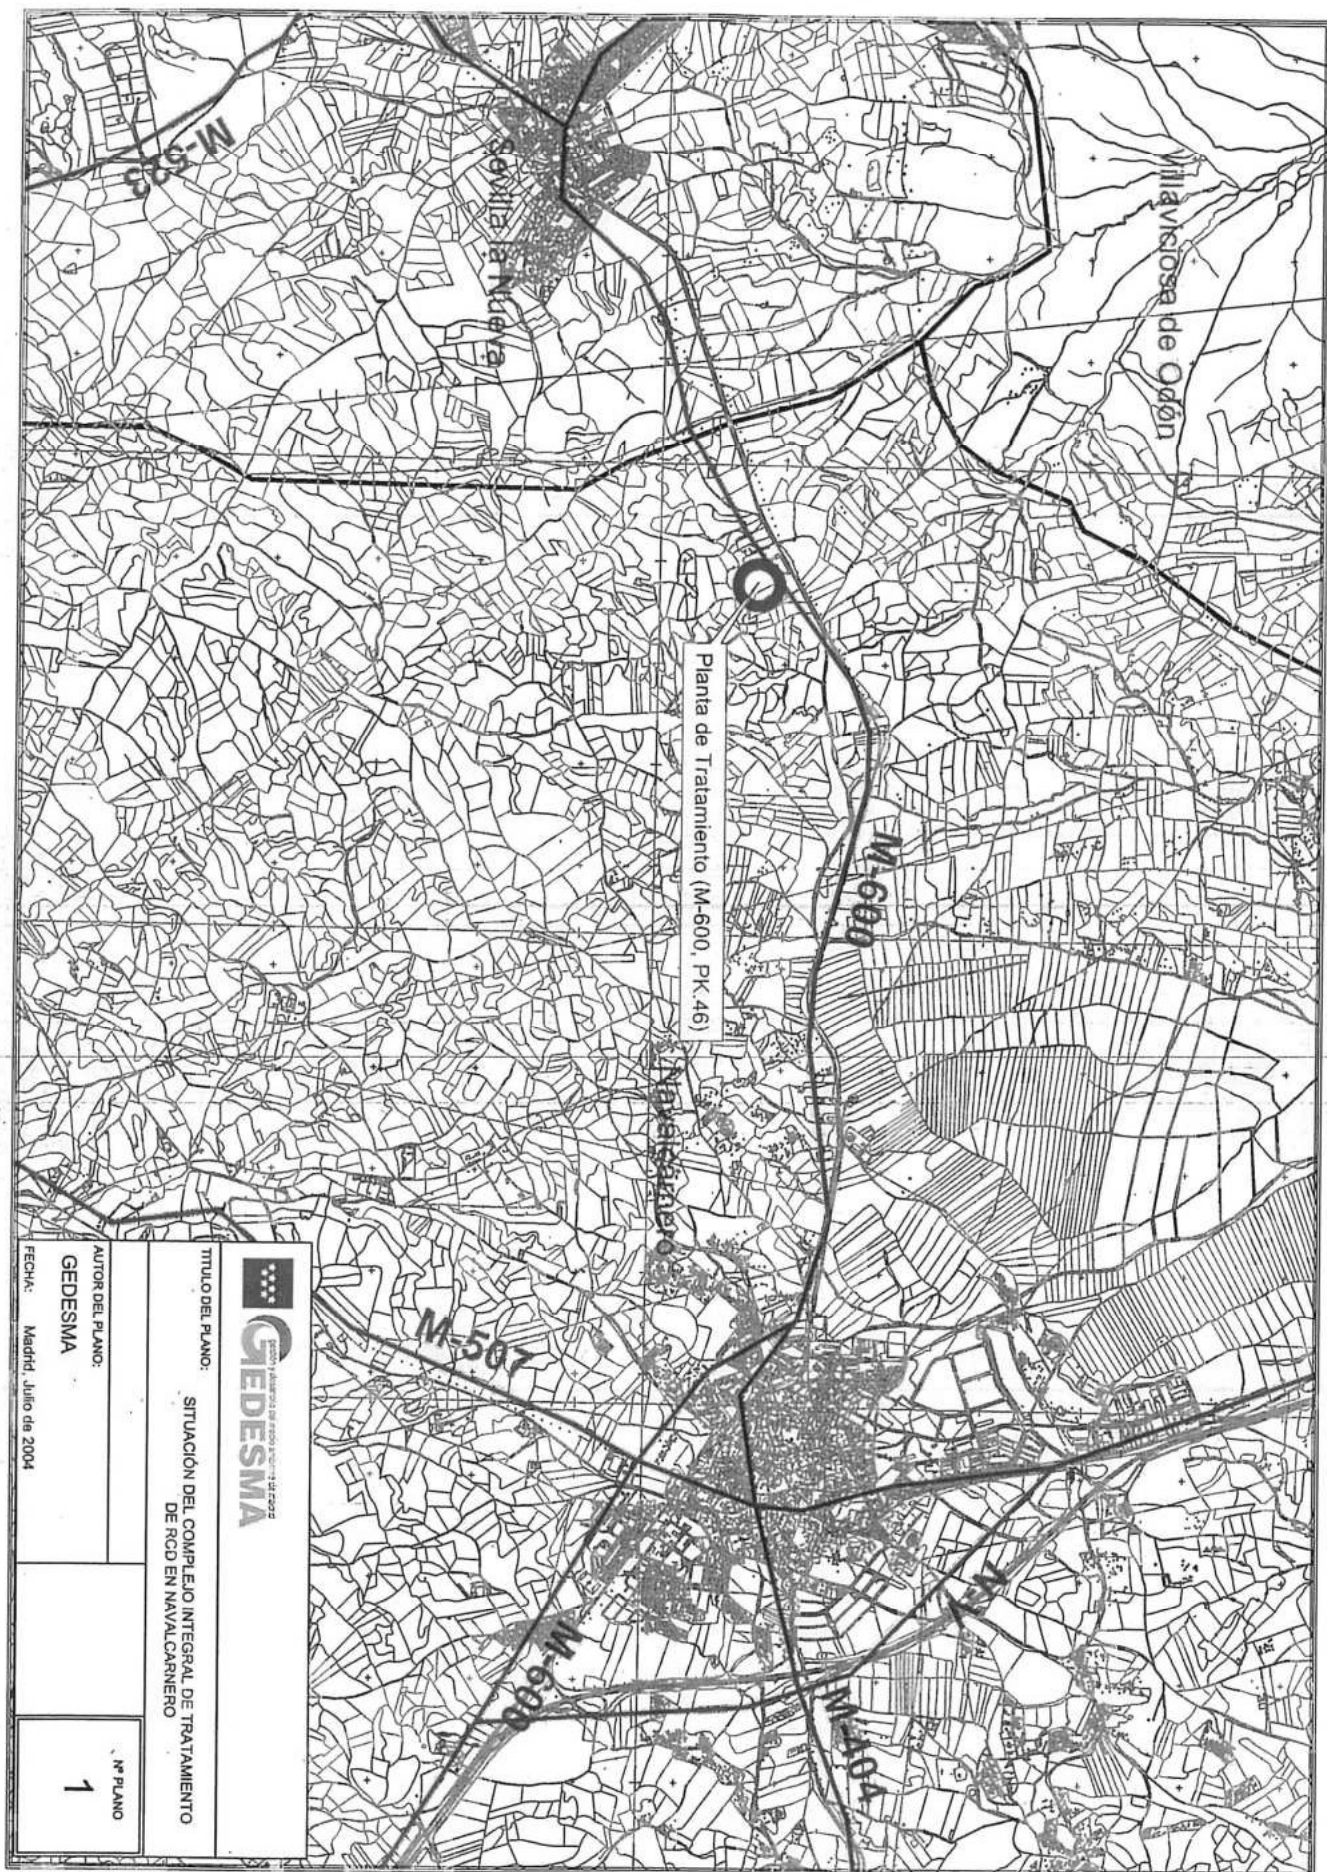 Villaviciosa de Odón
Sevilla la Nueva
M-523
Planta de Tratamiento (M-600, PK.46)
M-600
Navalcarnero
M-507
N-V
M-600
M-404
GEDESMA
TITULO DEL PLANO:
SITUACIÓN DEL COMPLEJO INTEGRAL DE TRATAMIENTO
DE RCD EN NAVALCARNERO
AUTOR DEL PLANO:
GEDESMA
FECHA: Madrid, Julio de 2004
Nº PLANO
1